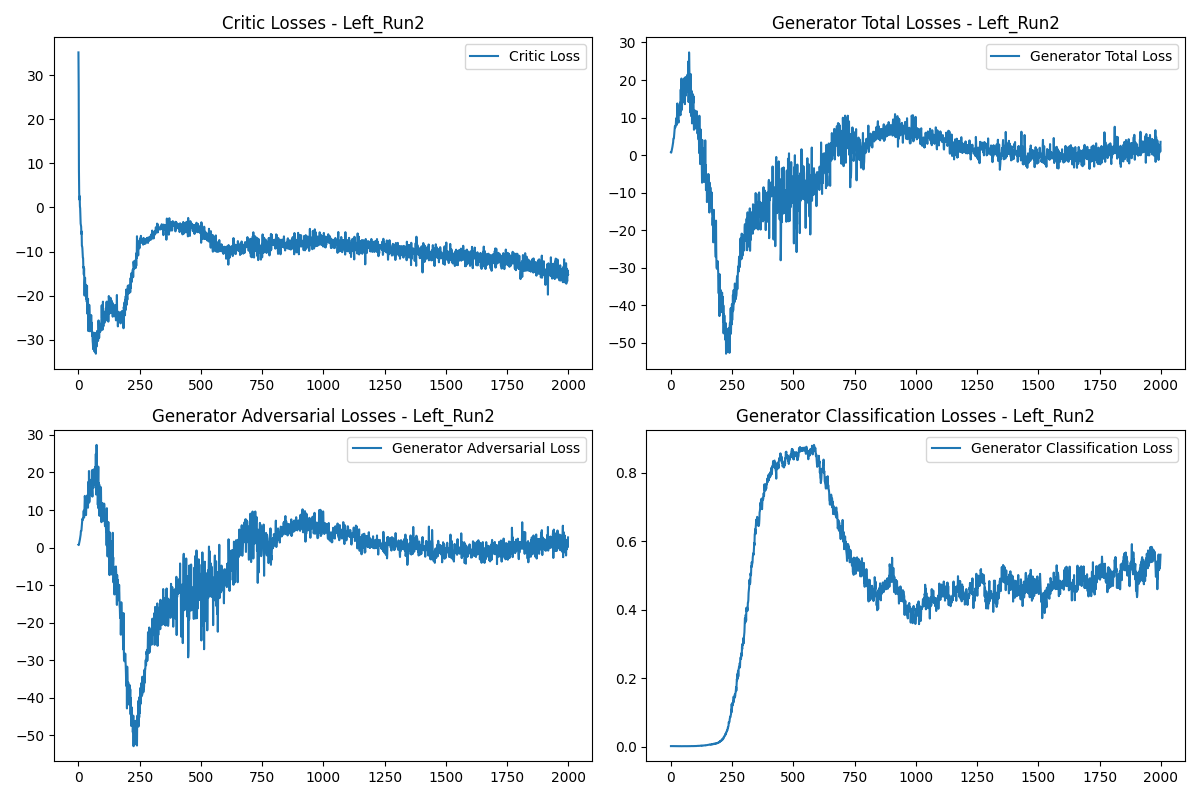 Critic Losses - Left_Run2
Critic Loss
30
20
10
0
−10
−20
−30
0 250 500 750 1000 1250 1500 1750 2000
Generator Total Losses - Left_Run2
Generator Total Loss
30
20
10
0
−10
−20
−30
−40
−50
0 250 500 750 1000 1250 1500 1750 2000
Generator Adversarial Losses - Left_Run2
Generator Adversarial Loss
30
20
10
0
−10
−20
−30
−40
−50
0 250 500 750 1000 1250 1500 1750 2000
Generator Classification Losses - Left_Run2
Generator Classification Loss
0.8
0.6
0.4
0.2
0.0
0 250 500 750 1000 1250 1500 1750 2000